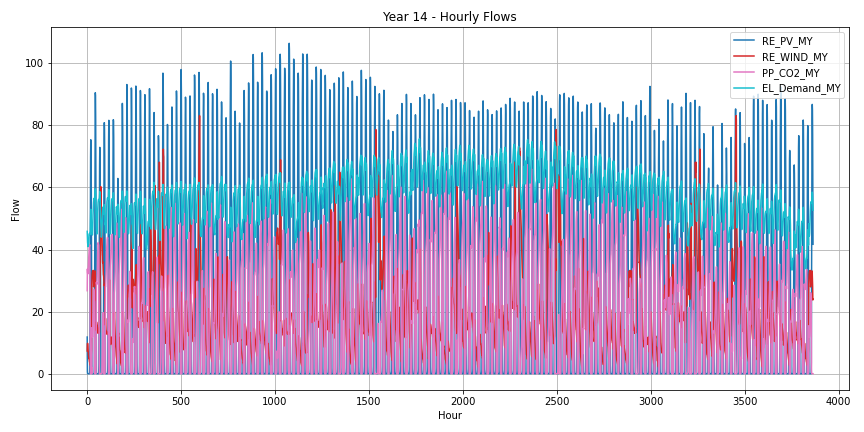 Year 14 - Hourly Flows
RE_PV_MY
RE_WIND_MY
PP_CO2_MY
EL_Demand_MY
Flow
100
80
60
40
20
0
0 500 1000 1500 2000 2500 3000 3500 4000
Hour